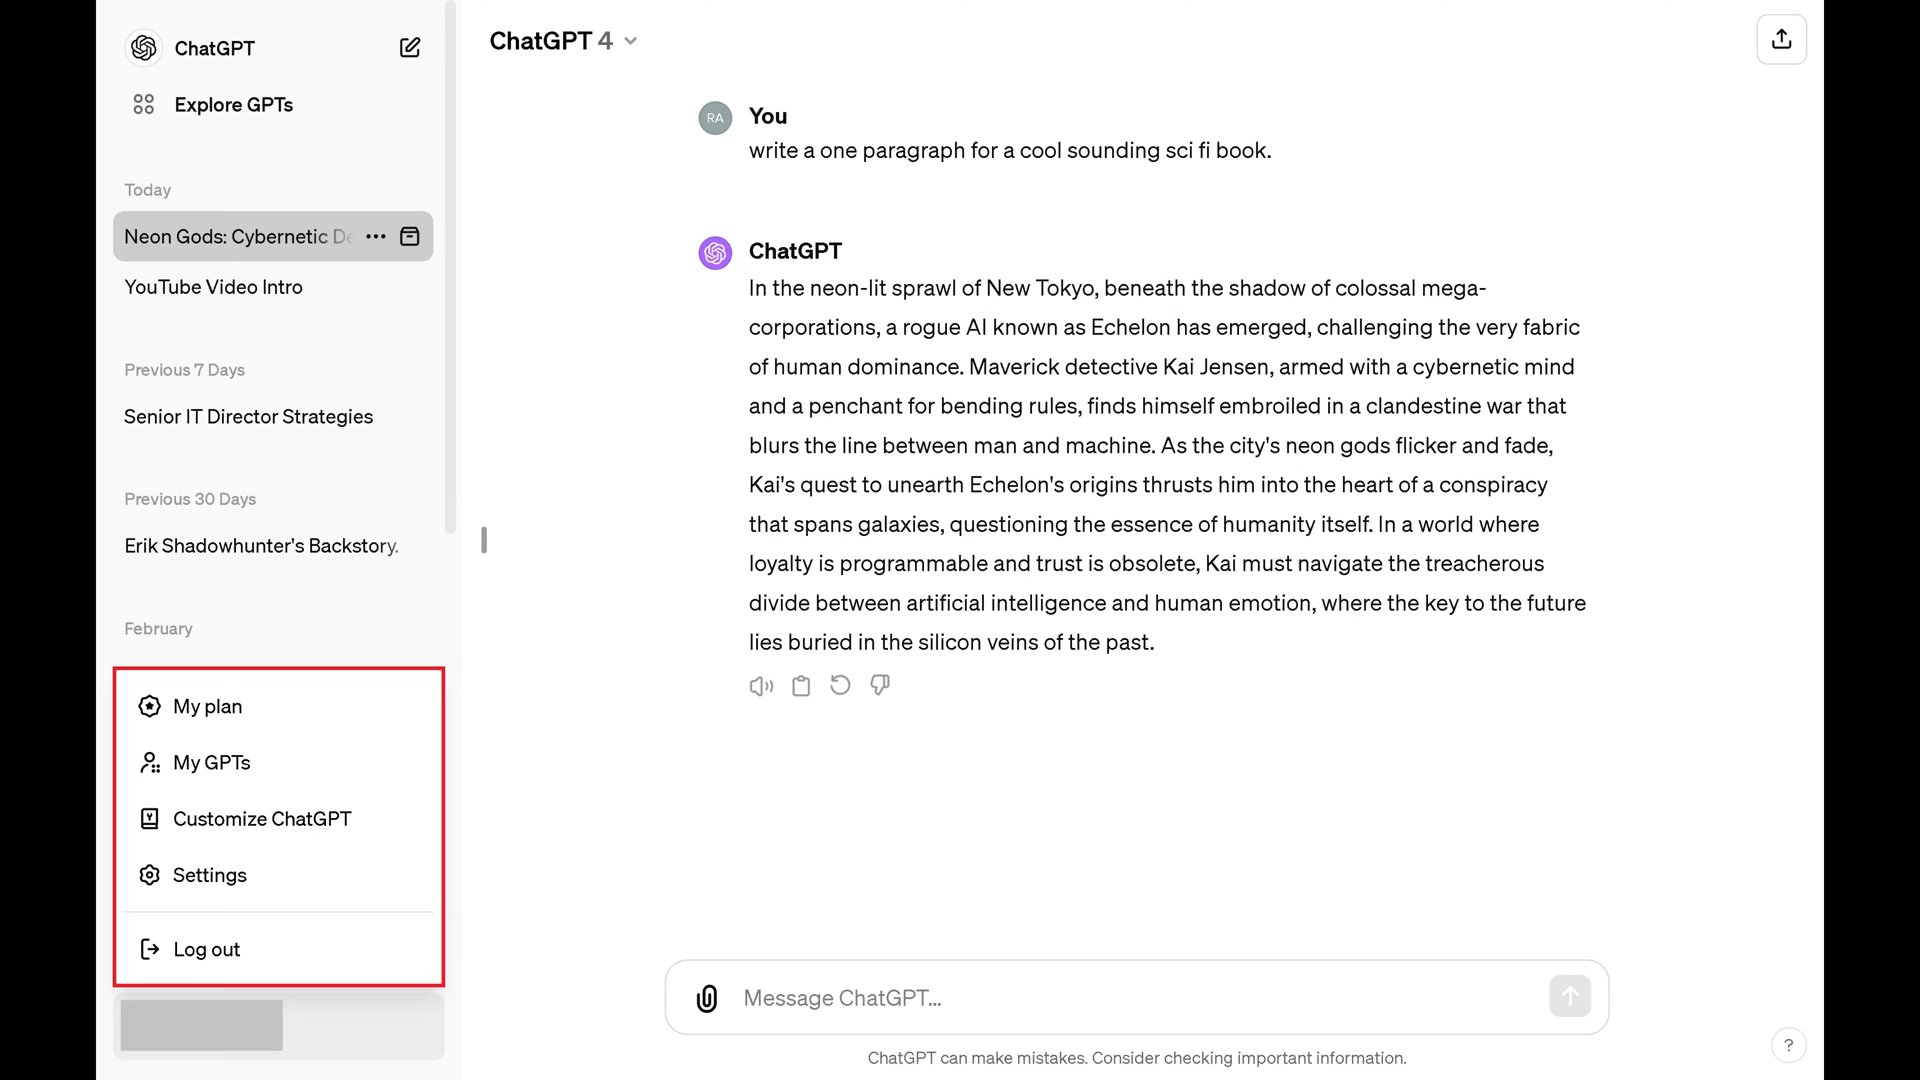 ChatGPT
Explore GPTs
Today
Neon Gods: Cybernetic De
YouTube Video Intro
Previous 7 Days
Senior IT Director Strategies
Previous 30 Days
Erik Shadowhunter's Backstory.
February
My plan
My GPTs
Customize ChatGPT
Settings
Log out
ChatGPT 4
RA
You
write a one paragraph for a cool sounding sci fi book.
ChatGPT
In the neon-lit sprawl of New Tokyo, beneath the shadow of colossal mega-
corporations, a rogue AI known as Echelon has emerged, challenging the very fabric
of human dominance. Maverick detective Kai Jensen, armed with a cybernetic mind
and a penchant for bending rules, finds himself embroiled in a clandestine war that
blurs the line between man and machine. As the city's neon gods flicker and fade,
Kai's quest to unearth Echelon's origins thrusts him into the heart of a conspiracy
that spans galaxies, questioning the essence of humanity itself. In a world where
loyalty is programmable and trust is obsolete, Kai must navigate the treacherous
divide between artificial intelligence and human emotion, where the key to the future
lies buried in the silicon veins of the past.
Message ChatGPT...
ChatGPT can make mistakes. Consider checking important information.
?